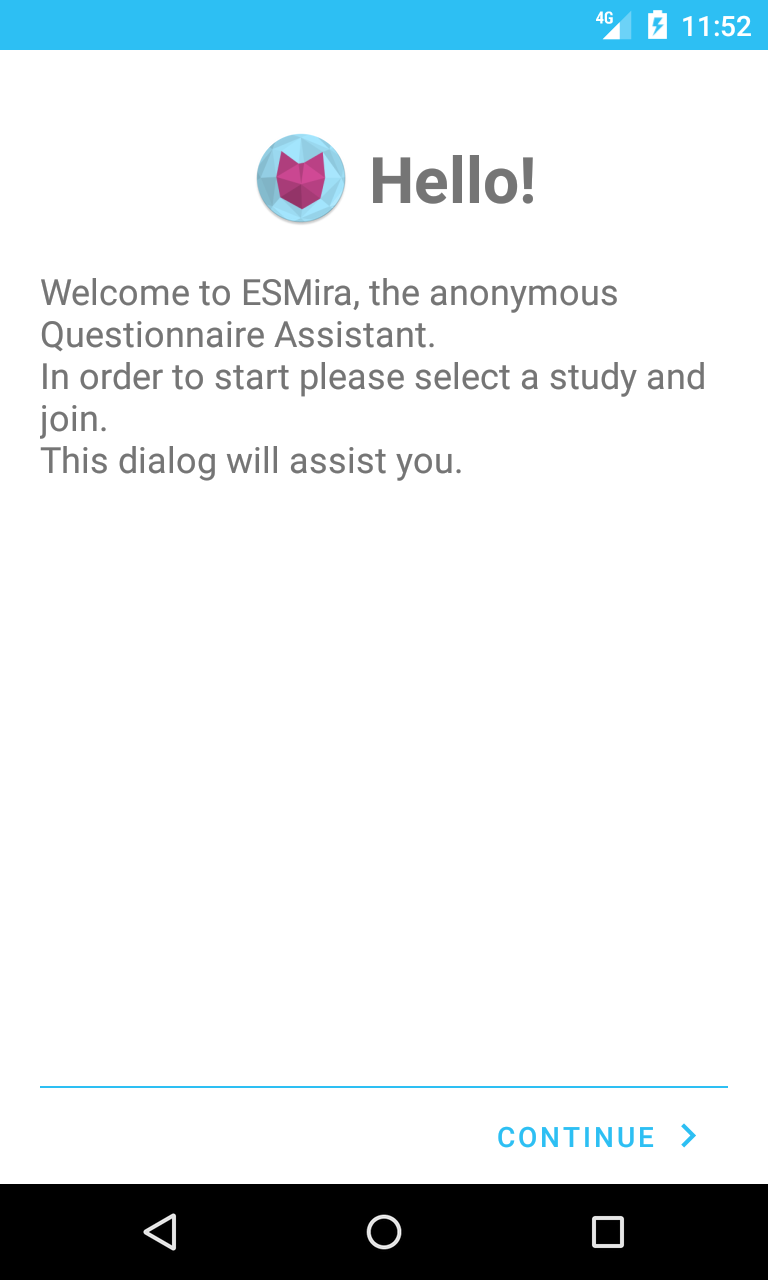 4G 11:52
Hello!
Welcome to ESMira, the anonymous
Questionnaire Assistant.
In order to start please select a study and
join.
This dialog will assist you.
CONTINUE